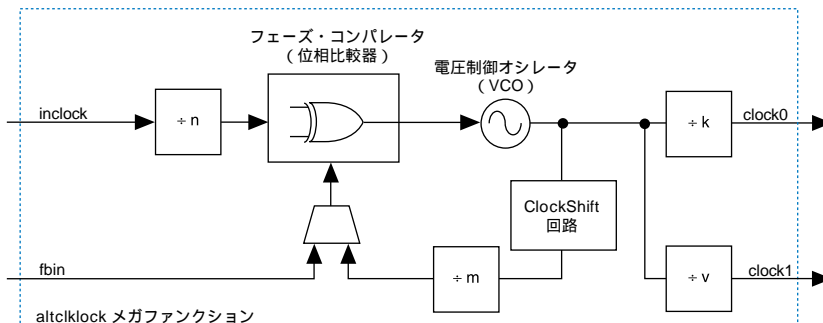 フェーズ・コンパレータ
（位相比較器）
電圧制御オシレータ
（VCO）
inclock
÷ n
÷ k
clock0
ClockShift
回路
fbin
÷ m
÷ v
clock1
altclklock メガファンクション